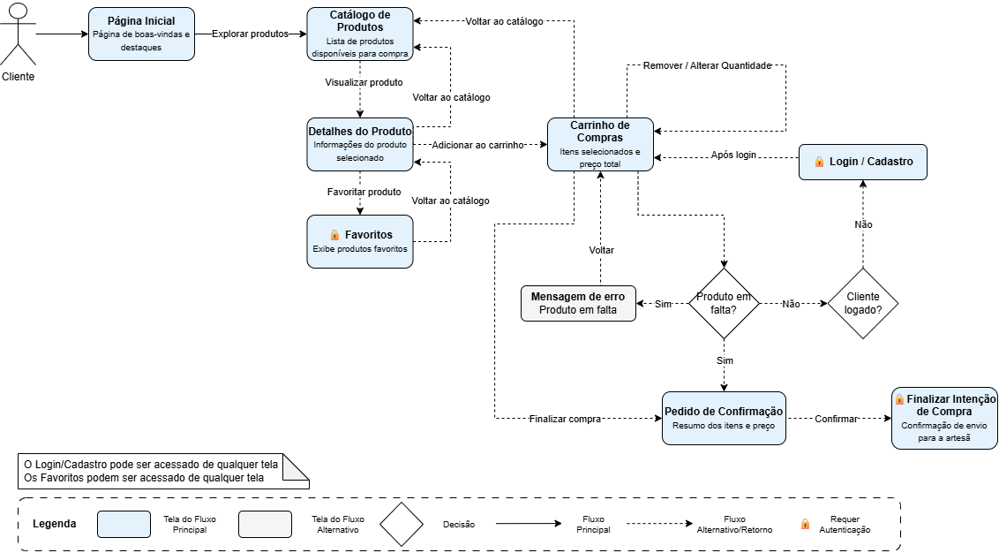 Cliente
Página Inicial
Página de boas-vindas e
destaques
Explorar produtos
Catálogo de
Produtos
Lista de produtos
disponíveis para compra
Voltar ao catálogo
Visualizar produto
Voltar ao catálogo
Remover / Alterar Quantidade
Detalhes do Produto
Informações do produto
selecionado
Adicionar ao carrinho
Carrinho de
Compras
Itens selecionados e
preço total
Após login
🔒 Login / Cadastro
Favoritar produto
Voltar ao catálogo
🔒 Favoritos
Exibe produtos favoritos
Voltar
Não
Mensagem de erro
Produto em falta
Sim
Produto em
falta?
Não
Cliente
logado?
Sim
Finalizar compra
Pedido de Confirmação
Resumo dos itens e preço
Confirmar
🔒Finalizar Intenção
de Compra
Confirmação de envio
para a artesã
O Login/Cadastro pode ser acessado de qualquer tela
Os Favoritos podem ser acessado de qualquer tela
Legenda
Tela do Fluxo
Principal
Tela do Fluxo
Alternativo
Decisão
Fluxo
Principal
Fluxo
Alternativo/Retorno
🔒
Requer
Autenticação